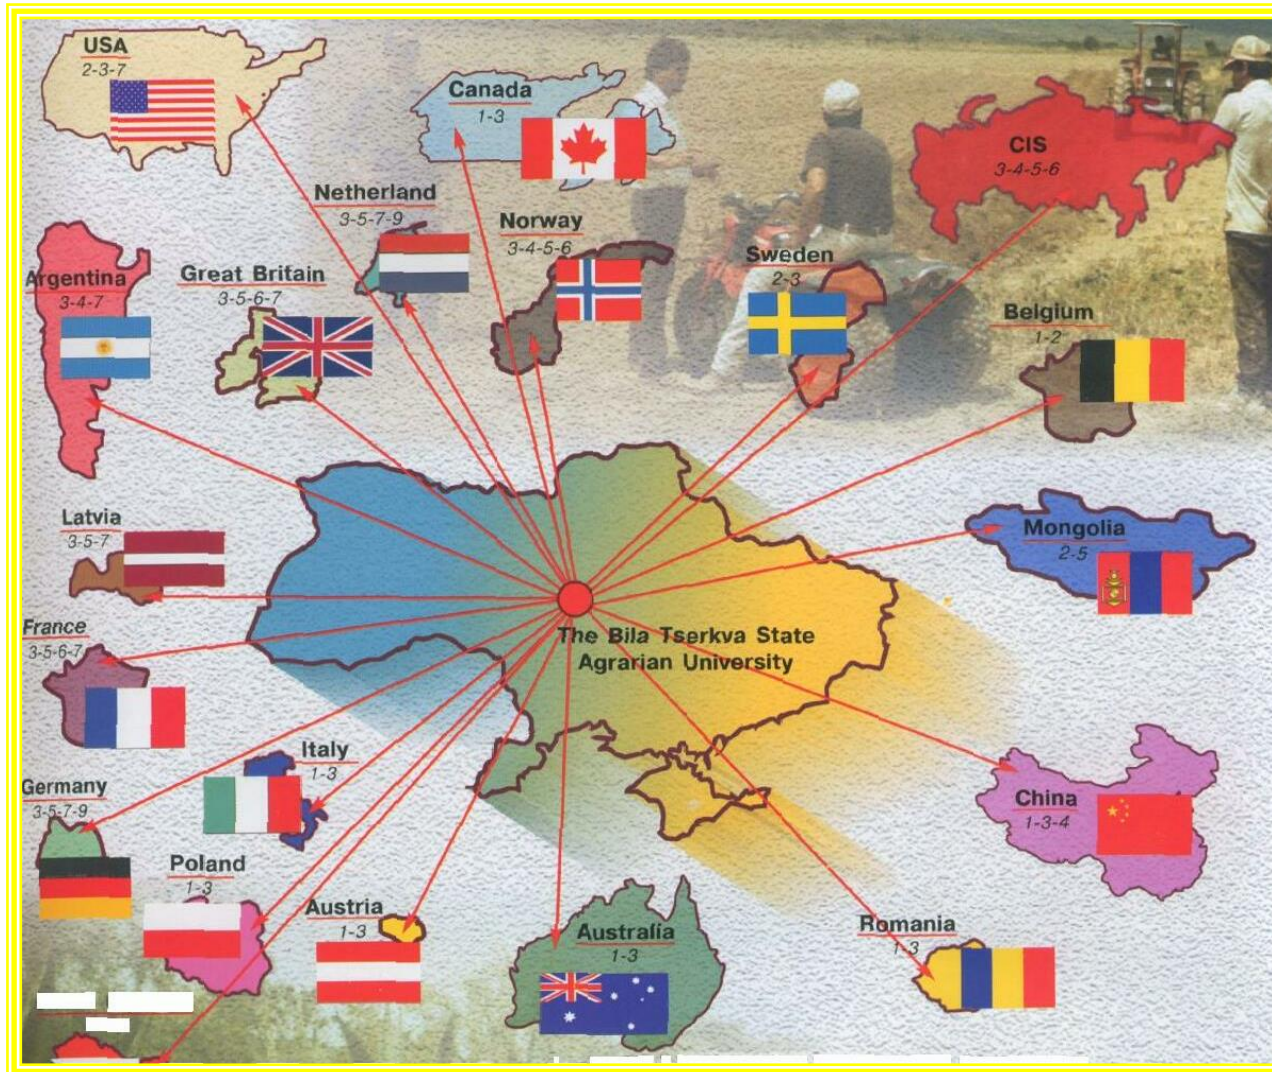 USA
2-3-7
Canada
1-3
CIS
3-4-5-6
Netherland
3-5-7-9
Norway
3-4-5-6
Sweden
2-3
Argentina
3-4-7
Great Britain
3-5-6-7
Belgium
1-2
Latvia
3-5-7
Mongolia
2-5
France
3-5-6-7
The Bila Tserkva State
Agrarian University
Italy
1-3
Germany
3-5-7-9
China
1-3-4
Poland
1-3
Austria
1-3
Australia
1-3
Romania
1-3